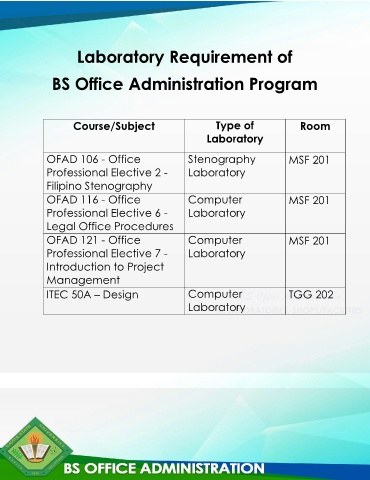 Laboratory Requirement of
BS Office Administration Program
Course/Subject
Type of
Laboratory
Room
OFAD 106 - Office
Professional Elective 2 -
Filipino Stenography
Stenography
Laboratory
MSF 201
OFAD 116 - Office
Professional Elective 6 -
Legal Office Procedures
Computer
Laboratory
MSF 201
OFAD 121 - Office
Professional Elective 7 -
Introduction to Project
Management
Computer
Laboratory
MSF 201
ITEC 50A – Design
Computer
Laboratory
TGG 202
BS OFFICE ADMINISTRATION